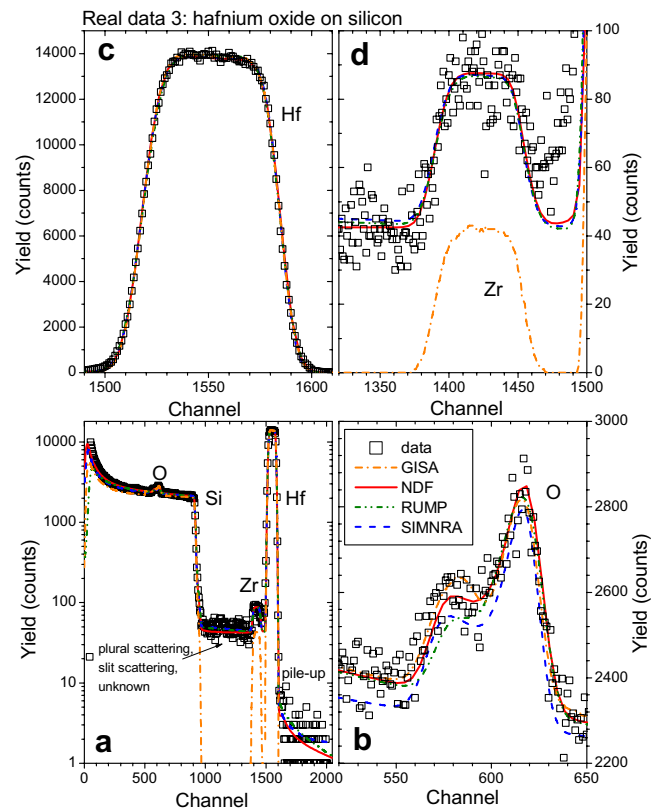 Real data 3: hafnium oxide on silicon
c
Hf
Yield (counts)
14000
12000
10000
8000
6000
4000
2000
0
1500
1550
1600
Channel
d
Zr
100
80
60
40
20
0
Yield (counts)
1350
1400
1450
1500
Channel
a
O
Si
Zr
Hf
plural scattering,
slit scattering,
unknown
pile-up
Yield (counts)
10000
1000
100
10
1
0
500
1000
1500
2000
Channel
b
data
GISA
NDF
RUMP
SIMNRA
O
3000
2800
2600
2400
2200
Yield (counts)
550
600
650
Channel